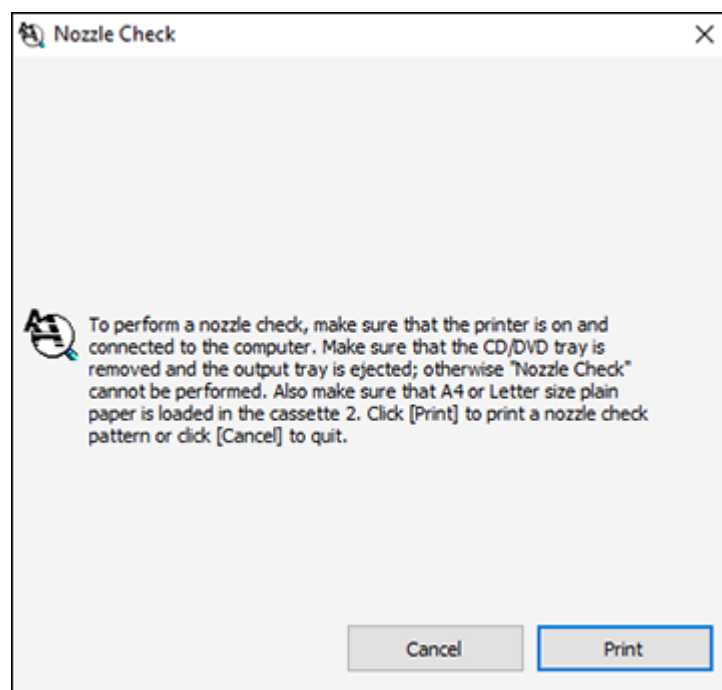 Nozzle Check
To perform a nozzle check, make sure that the printer is on and
connected to the computer. Make sure that the CD/DVD tray is
removed and the output tray is ejected; otherwise "Nozzle Check"
cannot be performed. Also make sure that A4 or Letter size plain
paper is loaded in the cassette 2. Click [Print] to print a nozzle check
pattern or click [Cancel] to quit.
Cancel
Print